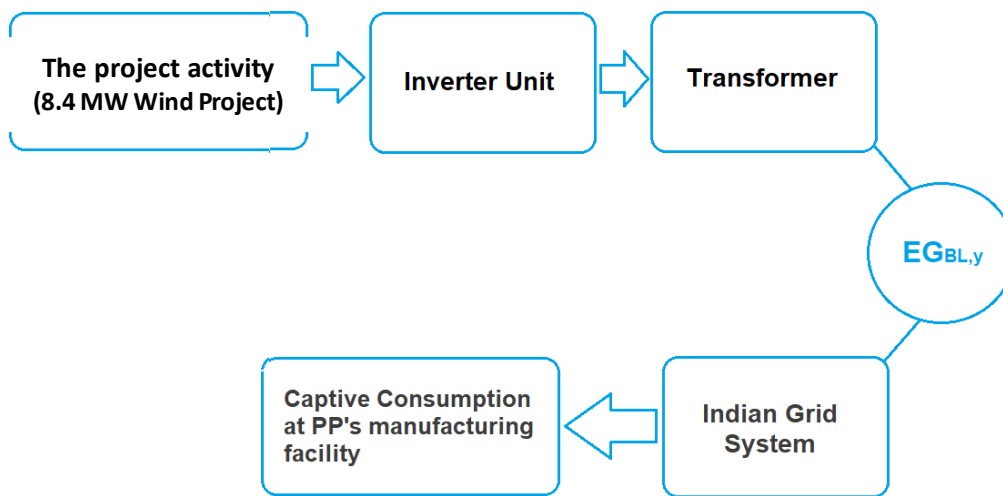 The project activity
(8.4 MW Wind Project)
Inverter Unit
Transformer
EGBL,y
Indian Grid
System
Captive Consumption
at PP's manufacturing
facility